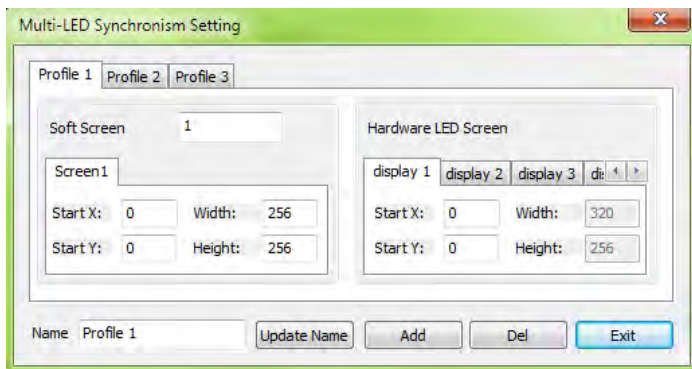 Multi-LED Synchronism Setting
x
Profile 1 Profile 2 Profile 3
Soft Screen 1
Hardware LED Screen
Screen1
display 1 display 2 display 3 di:
Start X: 0 Width: 256
Start X: 0 Width: 320
Start Y: 0 Height: 256
Start Y: 0 Height: 256
Name Profile 1 Update Name Add Del Exit